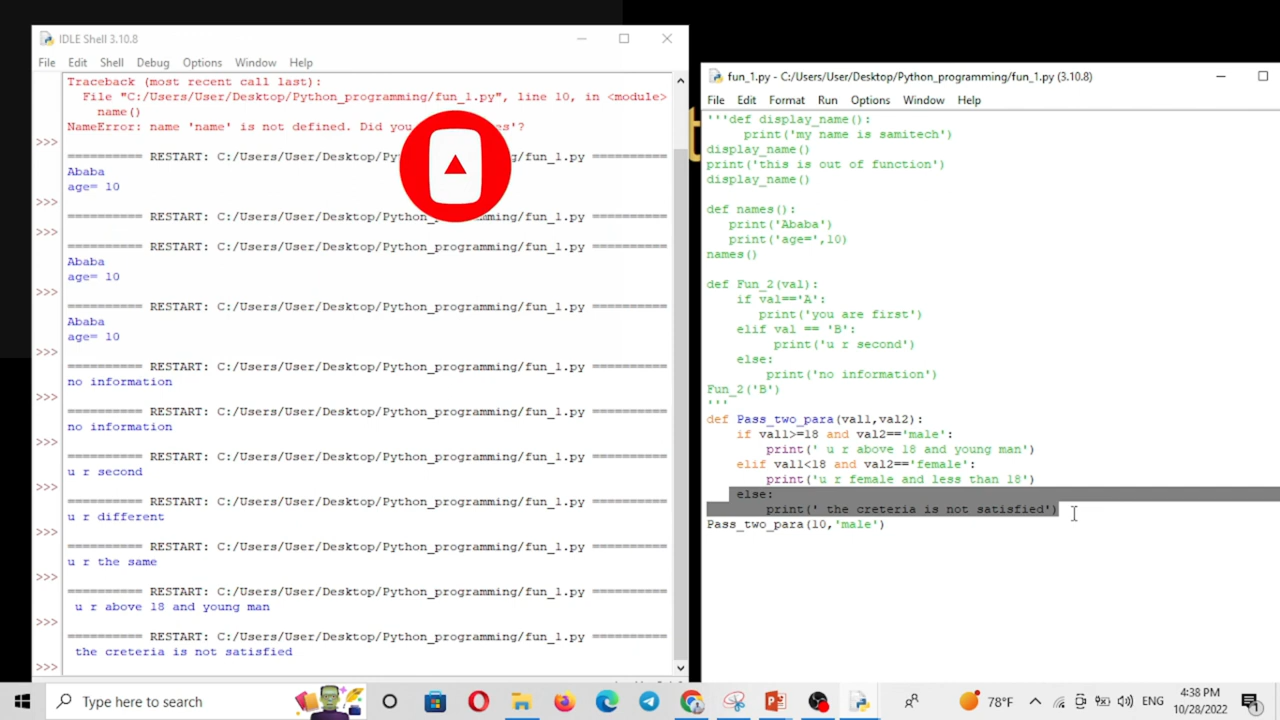 IDLE Shell 3.10.8
File Edit Shell Debug Options Window Help
Traceback (most recent call last):
File "C:/Users/User/Desktop/Python_programming/fun_1.py", line 10, in <module>
name()
NameError: name 'name' is not defined. Did you s'?
>>>
========== RESTART: C:/Users/User/Desktop/Py g/fun_1.py ==========
Ababa
age= 10
>>>
========== RESTART: C:/Users/User/Desktop/Python_ mming/fun_1.py ==========
>>>
========== RESTART: C:/Users/User/Desktop/Python_programming/fun_1.py ==========
Ababa
age= 10
>>>
========== RESTART: C:/Users/User/Desktop/Python_programming/fun_1.py ==========
Ababa
age= 10
>>>
========== RESTART: C:/Users/User/Desktop/Python_programming/fun_1.py ==========
no information
>>>
========== RESTART: C:/Users/User/Desktop/Python_programming/fun_1.py ==========
no information
>>>
========== RESTART: C:/Users/User/Desktop/Python_programming/fun_1.py ==========
u r second
>>>
========== RESTART: C:/Users/User/Desktop/Python_programming/fun_1.py ==========
u r different
>>>
========== RESTART: C:/Users/User/Desktop/Python_programming/fun_1.py ==========
u r the same
>>>
========== RESTART: C:/Users/User/Desktop/Python_programming/fun_1.py ==========
u r above 18 and young man
>>>
========== RESTART: C:/Users/User/Desktop/Python_programming/fun_1.py ==========
the creteria is not satisfied
>>>
fun_1.py - C:/Users/User/Desktop/Python_programming/fun_1.py (3.10.8)
File Edit Format Run Options Window Help
'''def display_name():
print('my name is samitech')
display_name()
print('this is out of function')
display_name()
def names():
print('Ababa')
print('age=',10)
names()
def Fun_2(val):
if val=='A':
print('you are first')
elif val == 'B':
print('u r second')
else:
print('no information')
Fun_2('B')
'''
def Pass_two_para(val1,val2):
if val1>=18 and val2=='male':
print(' u r above 18 and young man')
elif val1<18 and val2=='female':
print('u r female and less than 18')
else:
print(' the creteria is not satisfied')
Pass_two_para(10,'male')
Type here to search
78°F
ENG
4:38 PM
10/28/2022
1